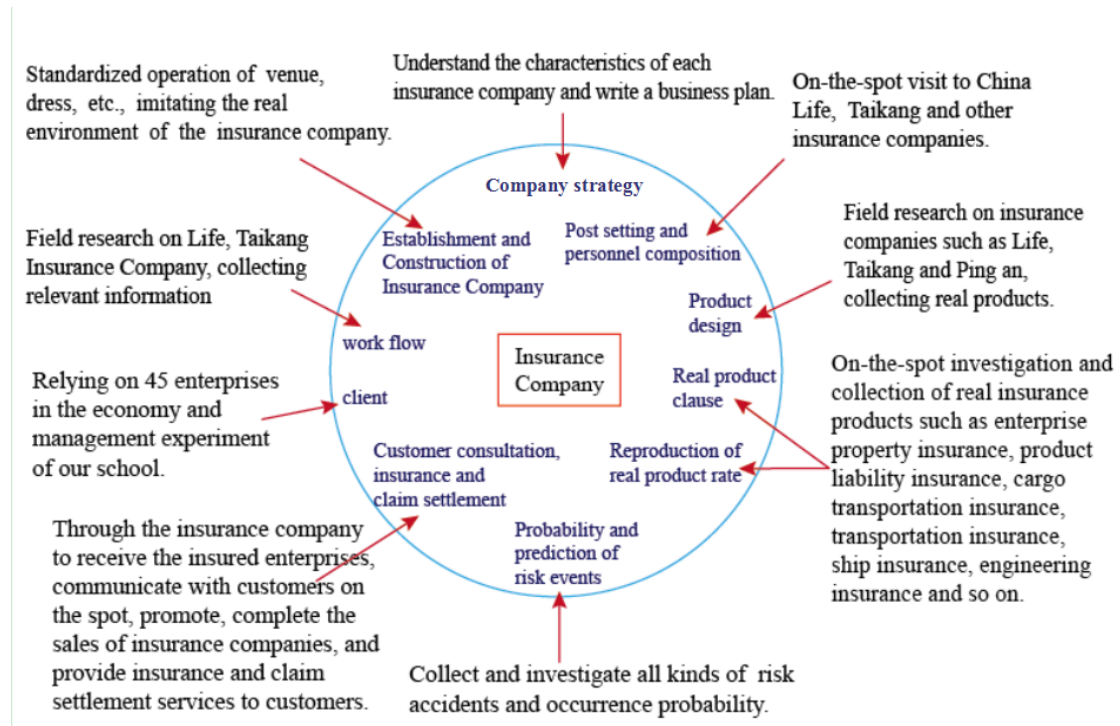 Standardized operation of venue,
dress, etc., imitating the real
environment of the insurance company.
Understand the characteristics of each
insurance company and write a business plan.
On-the-spot visit to China
Life, Taikang and other
insurance companies.
Company strategy
Establishment and
Construction of
Insurance Company
Post setting and
personnel composition
Field research on insurance
companies such as Life,
Taikang and Ping an,
collecting real products.
Field research on Life, Taikang
Insurance Company, collecting
relevant information
Product
design
work flow
Insurance
Company
Real product
clause
On-the-spot investigation and
collection of real insurance
products such as enterprise
property insurance, product
liability insurance, cargo
transportation insurance,
transportation insurance,
ship insurance, engineering
insurance and so on.
Relying on 45 enterprises
in the economy and
management experiment
of our school.
client
Customer consultation,
insurance and
claim settlement
Reproduction of
real product rate
Probability and
prediction of
risk events
Through the insurance company
to receive the insured enterprises,
communicate with customers on
the spot, promote, complete the
sales of insurance companies, and
provide insurance and claim
settlement services to customers.
Collect and investigate all kinds of risk
accidents and occurrence probability.